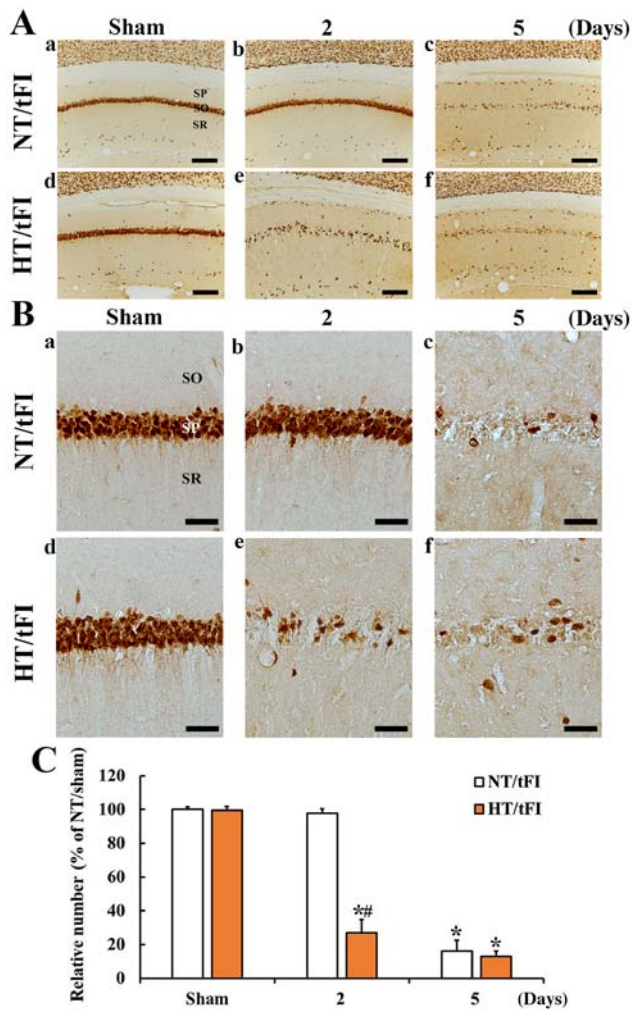 A Sham 2 5 (Days)
a b c
NT/tFI
SP
SO
SR
d e f
HT/tFI
B Sham 2 5 (Days)
a b c
NT/tFI
SO
SP
SR
d e f
HT/tFI
C
Relative number (% of NT/sham)
120
100
80
60
40
20
0
NT/tFI
HT/tFI
*#
*
*
Sham 2 5 (Days)